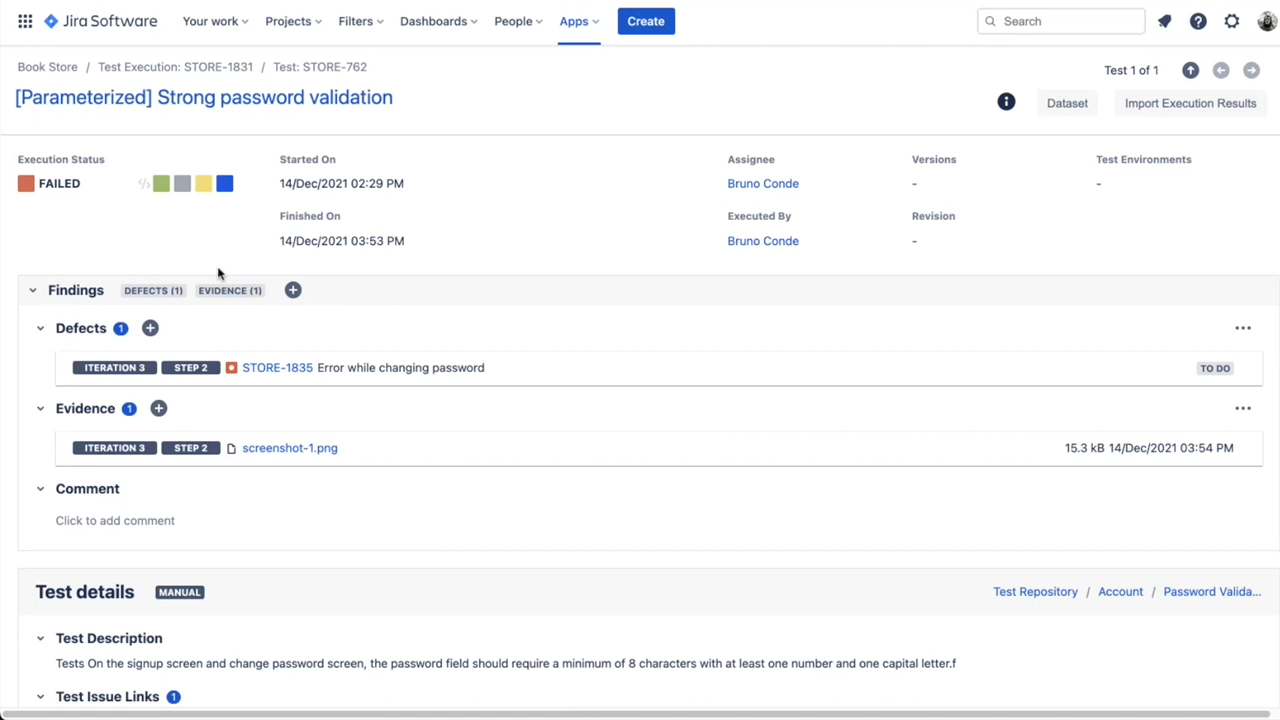 Jira Software Your work Projects Filters Dashboards People Apps Create Search
Book Store / Test Execution: STORE-1831 / Test: STORE-762
Test 1 of 1
[Parameterized] Strong password validation
Dataset Import Execution Results
Execution Status Started On Assignee Versions Test Environments
FAILED </> 14/Dec/2021 02:29 PM Bruno Conde - -
Finished On Executed By Revision
14/Dec/2021 03:53 PM Bruno Conde -
Findings DEFECTS (1) EVIDENCE (1)
Defects 1
ITERATION 3 STEP 2 STORE-1835 Error while changing password TO DO
Evidence 1
ITERATION 3 STEP 2 screenshot-1.png 15.3 kB 14/Dec/2021 03:54 PM
Comment
Click to add comment
Test details MANUAL Test Repository / Account / Password Valida...
Test Description
Tests On the signup screen and change password screen, the password field should require a minimum of 8 characters with at least one number and one capital letter.f
Test Issue Links 1